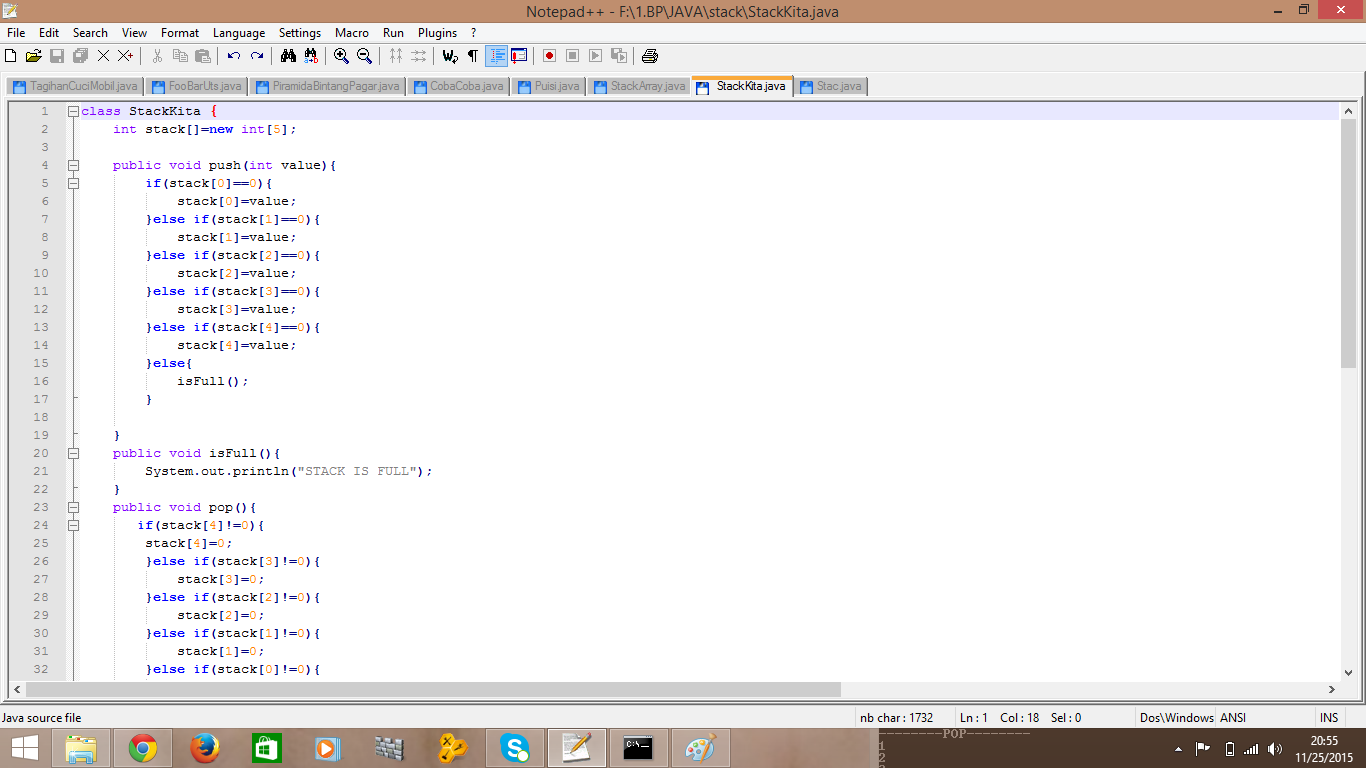 Notepad++ - F:\1.BP\JAVA\stack\StackKita.java
File Edit Search View Format Language Settings Macro Run Plugins ?
TagihanCuciMobil.java FooBarUts.java PiramidaBintangPagar.java CobaCoba.java Puisi.java StackArray.java StackKita.java Stac.java
1 class StackKita {
2 int stack[]=new int[5];
3
4 public void push(int value){
5 if(stack[0]==0){
6 stack[0]=value;
7 }else if(stack[1]==0){
8 stack[1]=value;
9 }else if(stack[2]==0){
10 stack[2]=value;
11 }else if(stack[3]==0){
12 stack[3]=value;
13 }else if(stack[4]==0){
14 stack[4]=value;
15 }else{
16 isFull();
17 }
18
19 }
20 public void isFull(){
21 System.out.println("STACK IS FULL");
22 }
23 public void pop(){
24 if(stack[4]!=0){
25 stack[4]=0;
26 }else if(stack[3]!=0){
27 stack[3]=0;
28 }else if(stack[2]!=0){
29 stack[2]=0;
30 }else if(stack[1]!=0){
31 stack[1]=0;
32 }else if(stack[0]!=0){
Java source file nb char : 1732 Ln : 1 Col : 18 Sel : 0 Dos\Windows ANSI INS
--------POP--------
1
2
C:\
20:55
11/25/2015